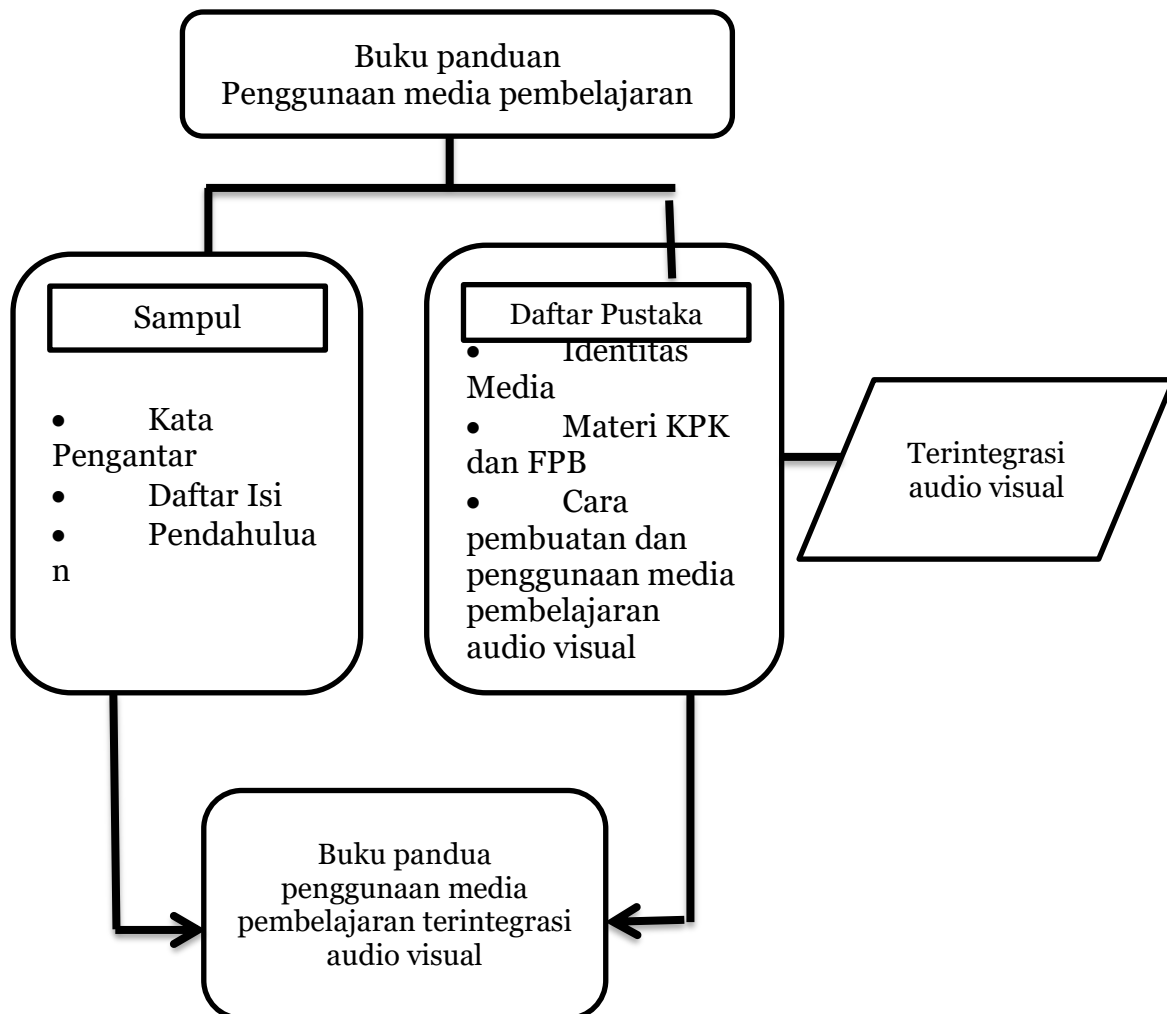 Buku panduan
Penggunaan media pembelajaran
Sampul
• Kata
Pengantar
• Daftar Isi
• Pendahulua
n
Daftar Pustaka
• Identitas
Media
• Materi KPK
dan FPB
• Cara
pembuatan dan
penggunaan media
pembelajaran
audio visual
Terintegrasi
audio visual
Buku pandua
penggunaan media
pembelajaran terintegrasi
audio visual